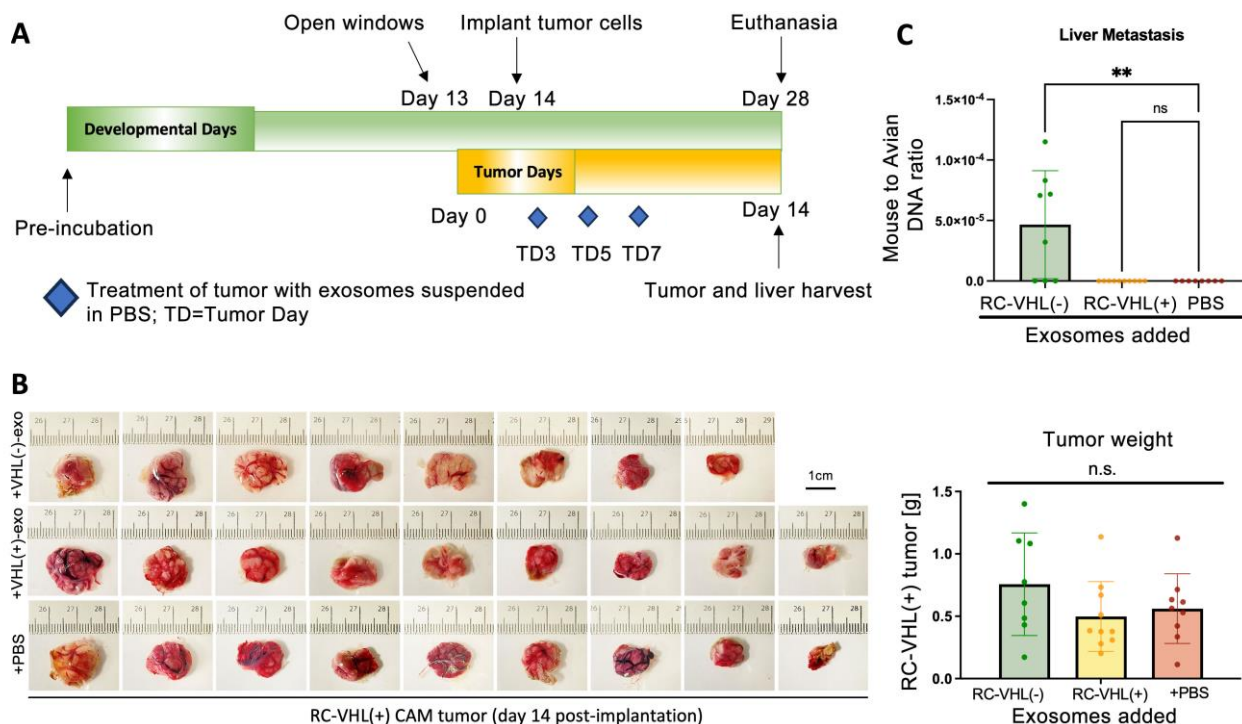 A
Open windows
Implant tumor cells
Euthanasia
Day 13
Day 14
Day 28
Developmental Days
Tumor Days
Pre-incubation
Day 0
Day 14
TD3
TD5
TD7
Treatment of tumor with exosomes suspended
in PBS; TD=Tumor Day
Tumor and liver harvest
C
Liver Metastasis
**
ns
1.5×10⁻⁴
1.0×10⁻⁴
5.0×10⁻⁵
0.0
Mouse to Avian
DNA ratio
RC-VHL(-) RC-VHL(+) PBS
Exosomes added
B
+VHL(-)-exo
26 27 28
1cm
+VHL(+)-exo
+PBS
RC-VHL(+) CAM tumor (day 14 post-implantation)
Tumor weight
n.s.
1.5
1.0
0.5
0.0
RC-VHL(+) tumor [g]
RC-VHL(-) RC-VHL(+) +PBS
Exosomes added